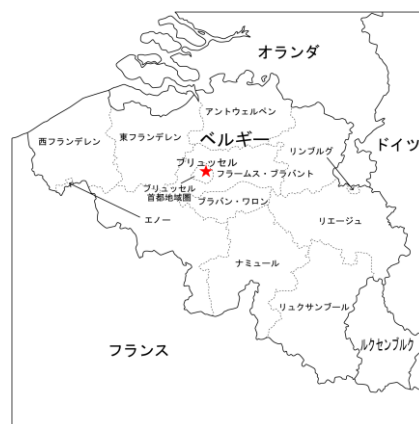 オランダ
アントウェルペン
西フランデレン
東フランデレン
ベルギー
ドイツ
リンブルグ
ブリュッセル
フラームス・ブラバント
ブリュッセル
首都地域圏
ブラバン・ワロン
エノー
リエージュ
ナミュール
リュクサンブール
フランス
ルクセンブルク